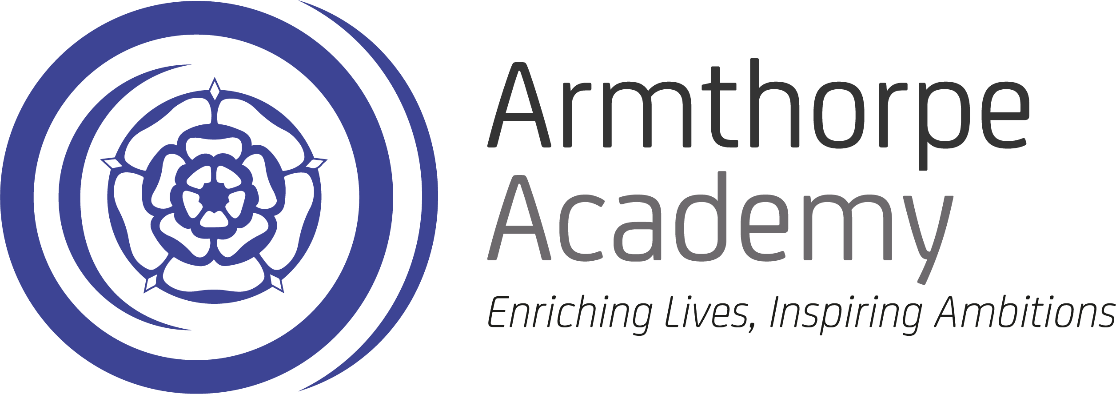 Armthorpe
Academy
Enriching Lives, Inspiring Ambitions